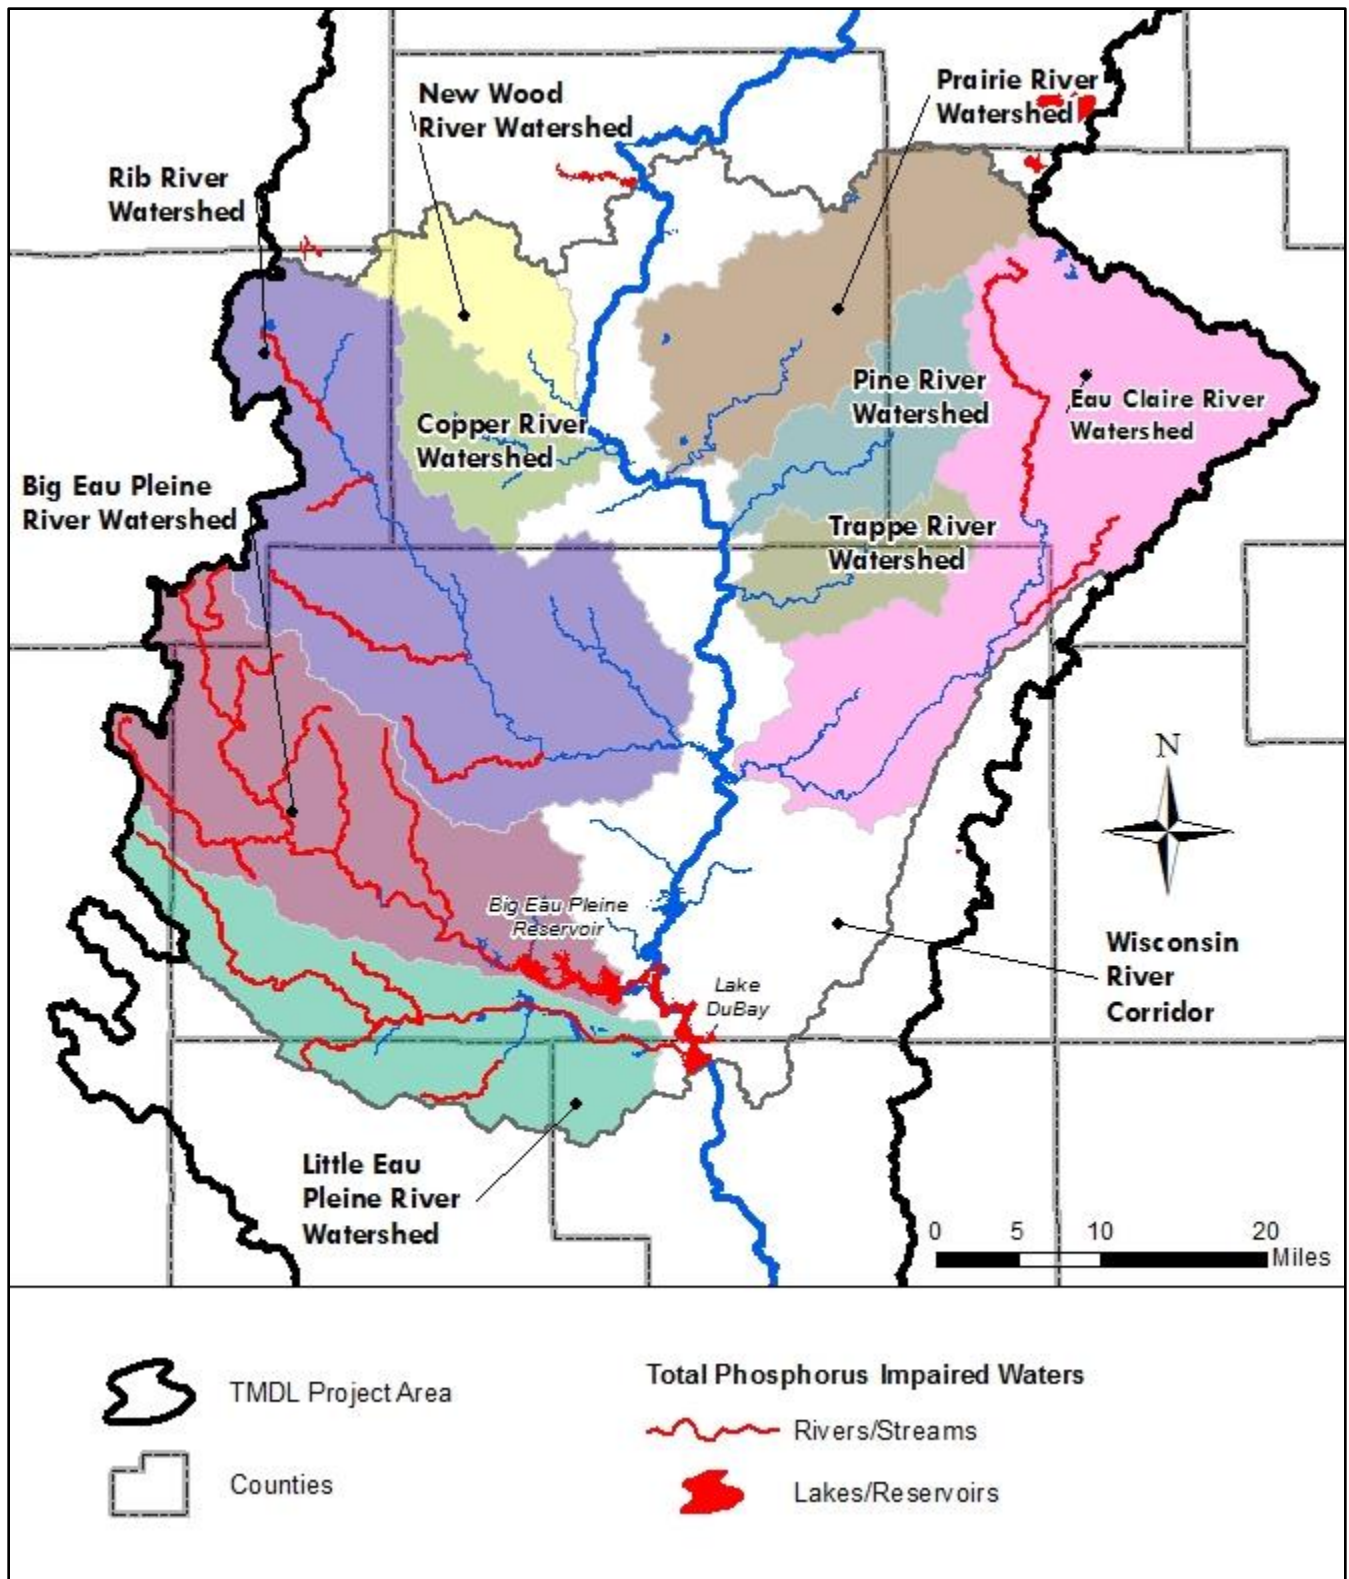 New Wood
River Watershed
Prairie River
Watershed
Rib River
Watershed
Pine River
Watershed
Eau Claire River
Watershed
Copper River
Watershed
Big Eau Pleine
River Watershed
Trappe River
Watershed
N
Big Eau Pleine
Reservoir
Wisconsin
River
Corridor
Lake
DuBay
Little Eau
Pleine River
Watershed
0 5 10 20
Miles
TMDL Project Area
Counties
Total Phosphorus Impaired Waters
Rivers/Streams
Lakes/Reservoirs